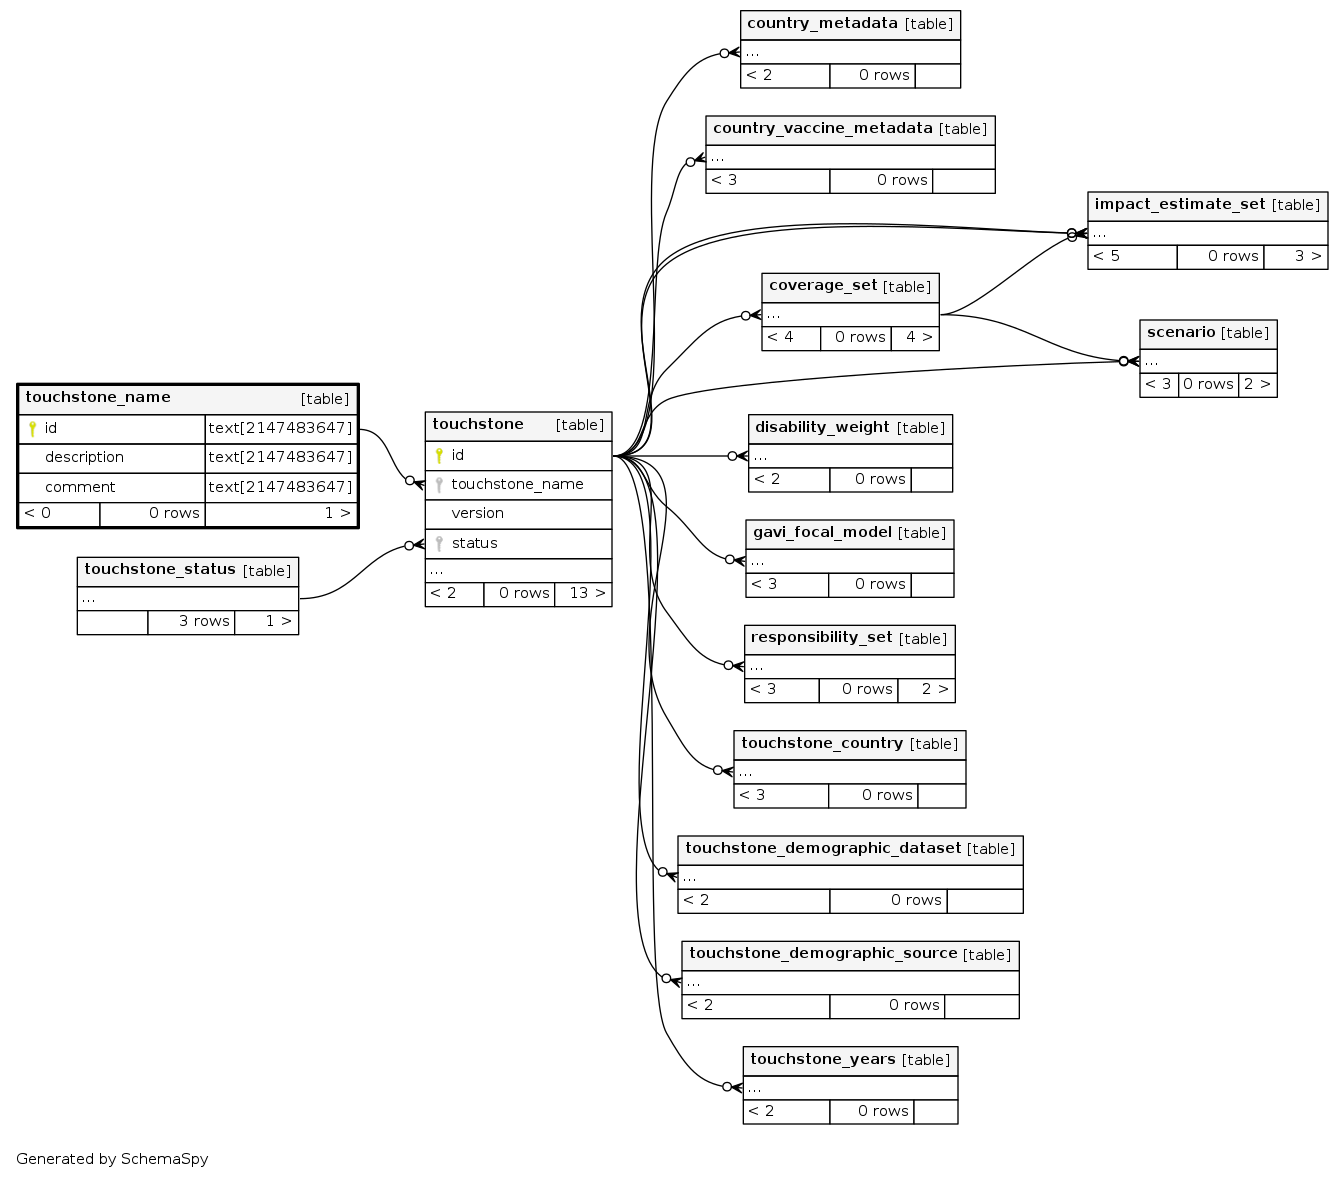 country_metadata [table]
...
< 2 0 rows
country_vaccine_metadata [table]
...
< 3 0 rows
impact_estimate_set [table]
...
< 5 0 rows 3 >
coverage_set [table]
...
< 4 0 rows 4 >
scenario [table]
...
< 3 0 rows 2 >
touchstone_name [table]
id text[2147483647]
description text[2147483647]
comment text[2147483647]
< 0 0 rows 1 >
touchstone [table]
id
touchstone_name
version
status
...
< 2 0 rows 13 >
touchstone_status [table]
...
3 rows 1 >
disability_weight [table]
...
< 2 0 rows
gavi_focal_model [table]
...
< 3 0 rows
responsibility_set [table]
...
< 3 0 rows 2 >
touchstone_country [table]
...
< 3 0 rows
touchstone_demographic_dataset [table]
...
< 2 0 rows
touchstone_demographic_source [table]
...
< 2 0 rows
touchstone_years [table]
...
< 2 0 rows
Generated by SchemaSpy